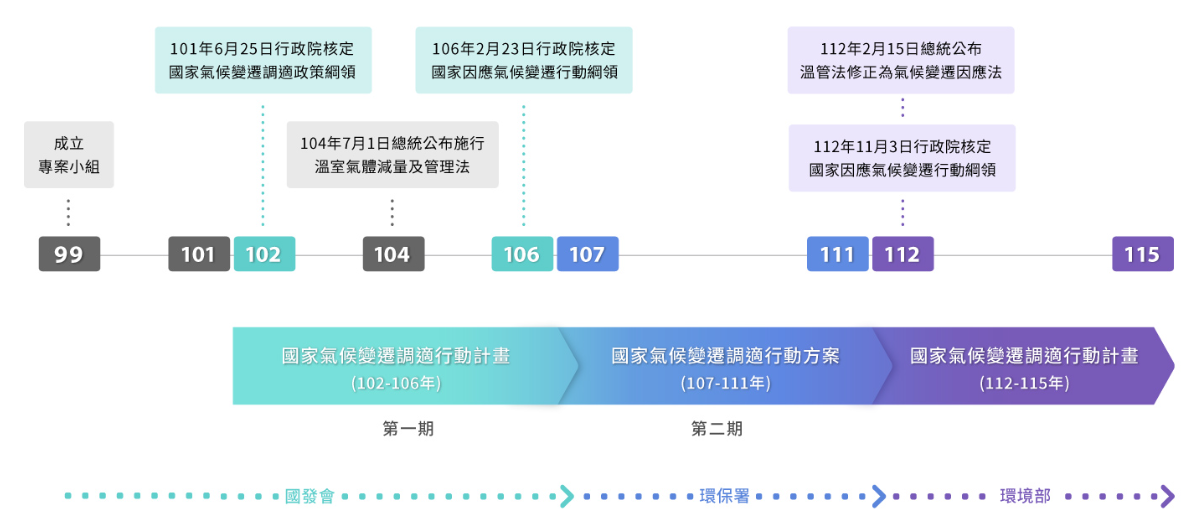 101年6月25日行政院核定
國家氣候變遷調適政策綱領
106年2月23日行政院核定
國家因應氣候變遷行動綱領
112年2月15日總統公布
溫管法修正為氣候變遷因應法
成立
專案小組
104年7月1日總統公布施行
溫室氣體減量及管理法
112年11月3日行政院核定
國家因應氣候變遷行動綱領
99
101
102
104
106
107
111
112
115
國家氣候變遷調適行動計畫
(102-106年)
國家氣候變遷調適行動方案
(107-111年)
國家氣候變遷調適行動計畫
(112-115年)
第一期
第二期
國發會
環保署
環境部